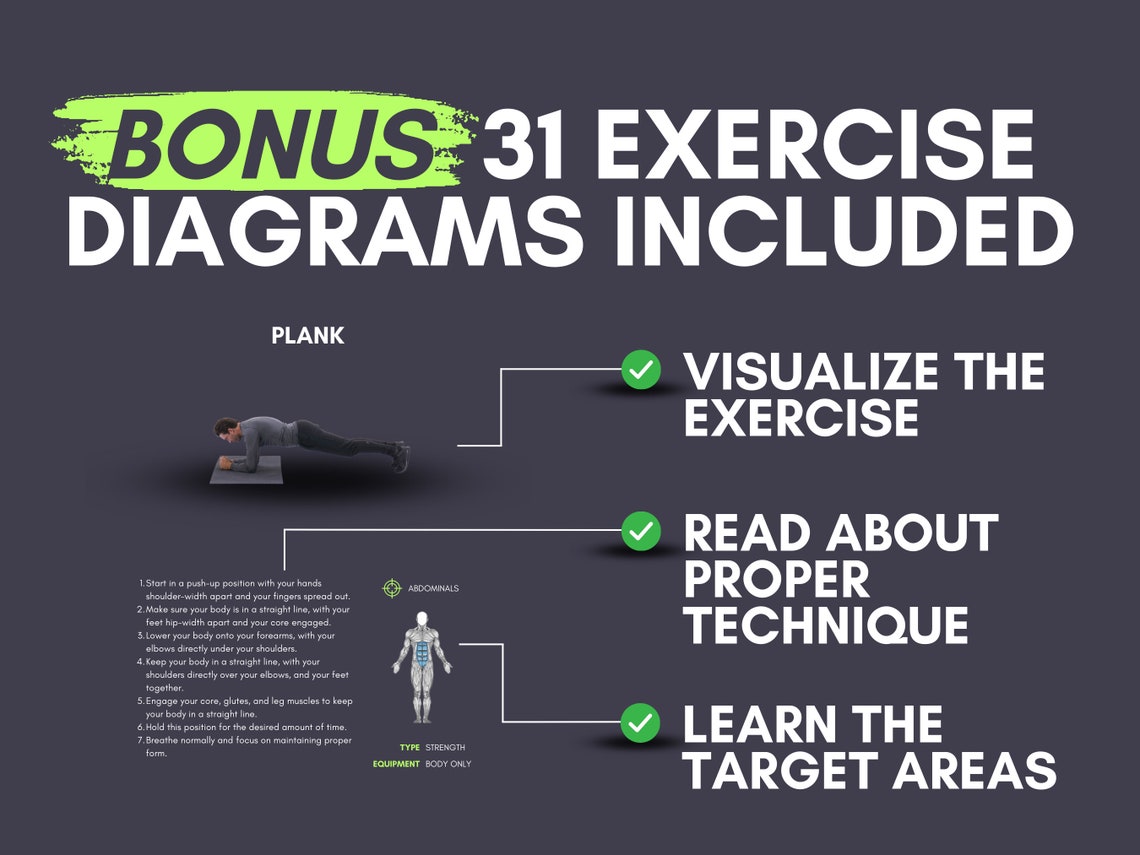 BONUS 31 EXERCISE
DIAGRAMS INCLUDED
PLANK
VISUALIZE THE
EXERCISE
READ ABOUT
PROPER
TECHNIQUE
1. Start in a push-up position with your hands
shoulder-width apart and your fingers spread out.
2. Make sure your body is in a straight line, with your
feet hip-width apart and your core engaged.
3. Lower your body onto your forearms, with your
elbows directly under your shoulders.
4. Keep your body in a straight line, with your
shoulders directly over your elbows, and your feet
together.
5. Engage your core, glutes, and leg muscles to keep
your body in a straight line.
6. Hold this position for the desired amount of time.
7. Breathe normally and focus on maintaining proper
form.
ABDOMINALS
TYPE STRENGTH
EQUIPMENT BODY ONLY
LEARN THE
TARGET AREAS